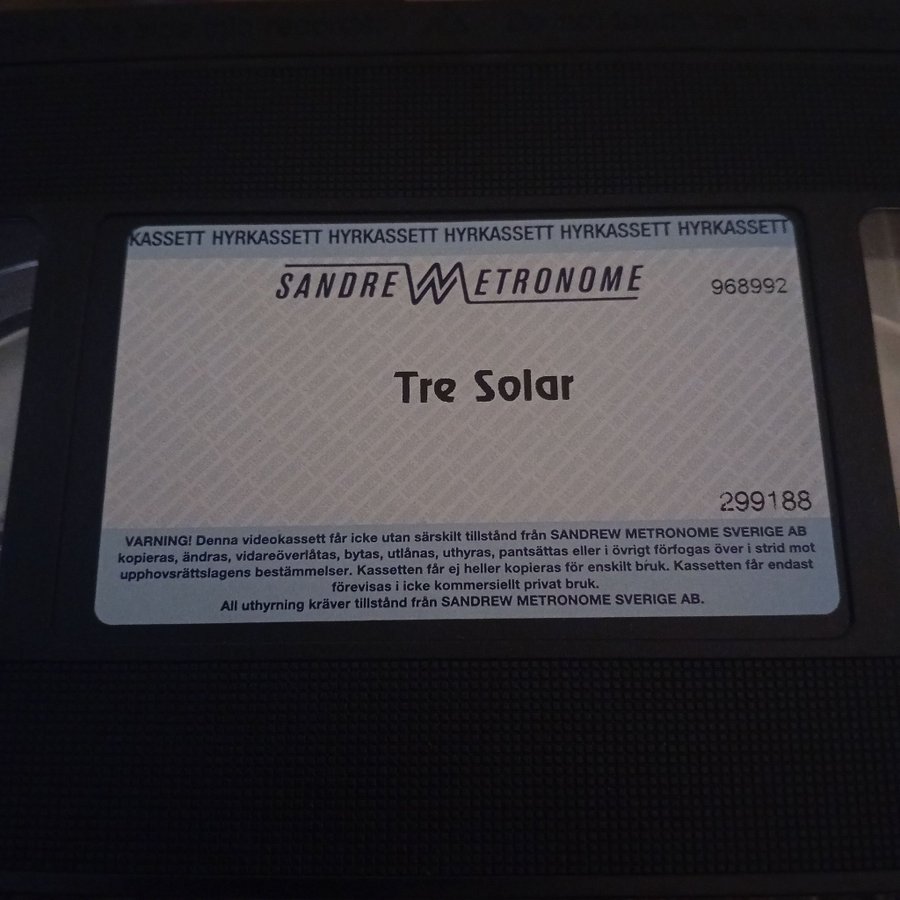 KASSETT HYRKASSETT HYRKASSETT HYRKASSETT HYRKASSETT HYRKASSETT
SANDREW METRONOME
968992
Tre Solar
299188
VARNING! Denna videokassett får icke utan särskilt tillstånd från SANDREW METRONOME SVERIGE AB
kopieras, ändras, vidareöverlåtas, bytas, utlånas, uthyras, pantsättas eller i övrigt förfogas över i strid mot
upphovsrättslagens bestämmelser. Kassetten får ej heller kopieras för enskilt bruk. Kassetten får endast
förevisas i icke kommersiellt privat bruk.
All uthyrning kräver tillstånd från SANDREW METRONOME SVERIGE AB.